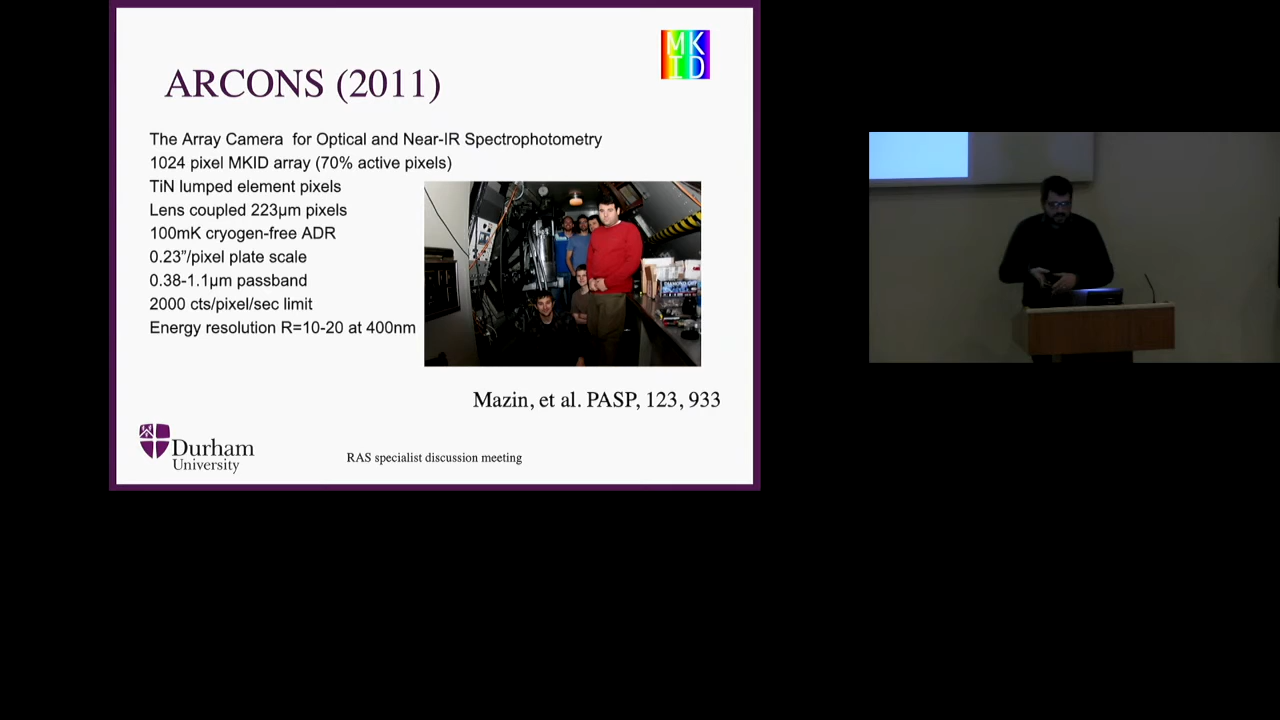 MK
ID
ARCONS (2011)
The Array Camera for Optical and Near-IR Spectrophotometry
1024 pixel MKID array (70% active pixels)
TiN lumped element pixels
Lens coupled 223μm pixels
100mK cryogen-free ADR
0.23”/pixel plate scale
0.38-1.1μm passband
2000 cts/pixel/sec limit
Energy resolution R=10-20 at 400nm
Mazin, et al. PASP, 123, 933
Durham
University
RAS specialist discussion meeting